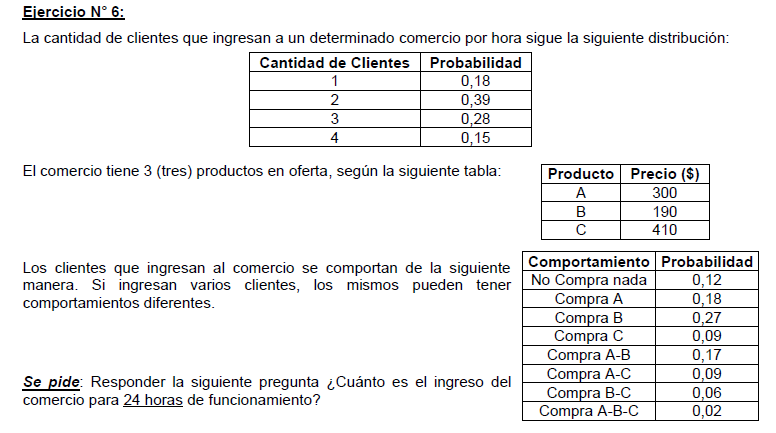 Ejercicio N° 6:
La cantidad de clientes que ingresan a un determinado comercio por hora sigue la siguiente distribución:
Cantidad de Clientes Probabilidad
1 0,18
2 0,39
3 0,28
4 0,15
El comercio tiene 3 (tres) productos en oferta, según la siguiente tabla:
Producto Precio ($)
A 300
B 190
C 410
Los clientes que ingresan al comercio se comportan de la siguiente
manera. Si ingresan varios clientes, los mismos pueden tener
comportamientos diferentes.
Comportamiento Probabilidad
No Compra nada 0,12
Compra A 0,18
Compra B 0,27
Compra C 0,09
Compra A-B 0,17
Compra A-C 0,09
Compra B-C 0,06
Compra A-B-C 0,02
Se pide: Responder la siguiente pregunta ¿Cuánto es el ingreso del
comercio para 24 horas de funcionamiento?